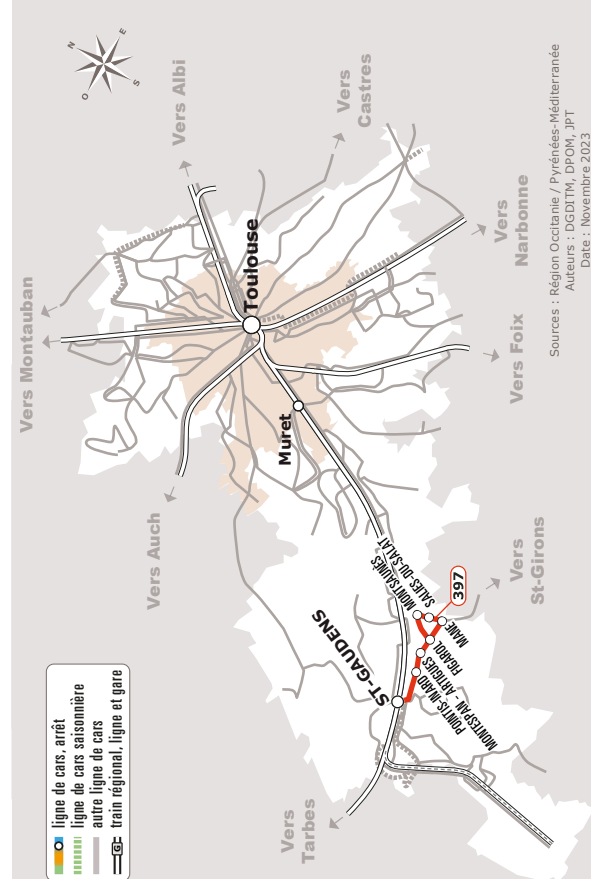 N
E
S
O
Vers Albi
Vers
Castres
Vers Montauban
Toulouse
Vers
Narbonne
Sources : Région Occitanie / Pyrénées-Méditerranée
Auteurs : DGDITM, DPOM, JPT
Date : Novembre 2023
Vers Auch
Muret
Vers Foix
ST-GAUDENS
MONTSAUNÈS
SALIES-DU-SALAT
397
MANE
FIGAROL
MONTESPAN - ARTIGUES
POINTIS-INARD
Vers
St-Girons
Vers
Tarbes
ligne de cars, arrêt
ligne de cars saisonnière
autre ligne de cars
G
train régional, ligne et gare